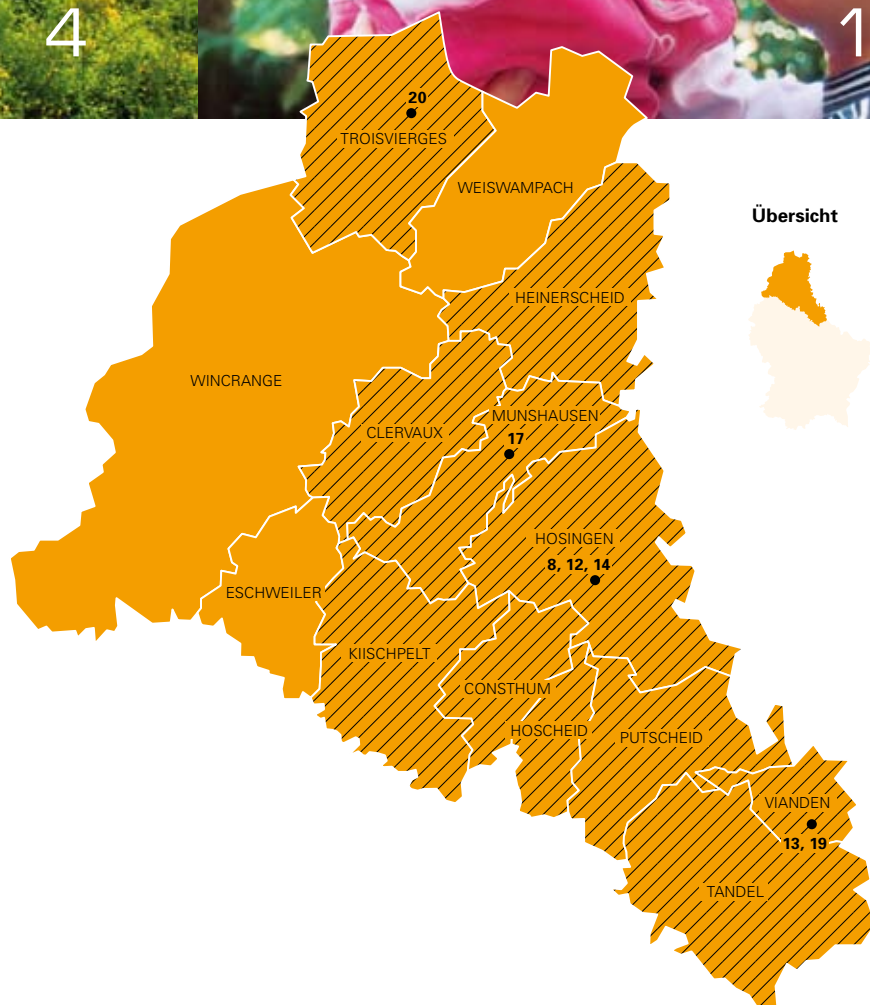 4
1
20
TROISVIERGES
WEISWAMPACH
Übersicht
HEINERSCHEID
WINCRANGE
MUNSHAUSEN
CLERVAUX
17
HOSINGEN
8, 12, 14
ESCHWEILER
KIISCHPELT
CONSTHUM
HOSCHEID
PUTSCHEID
VIANDEN
13, 19
TANDEL